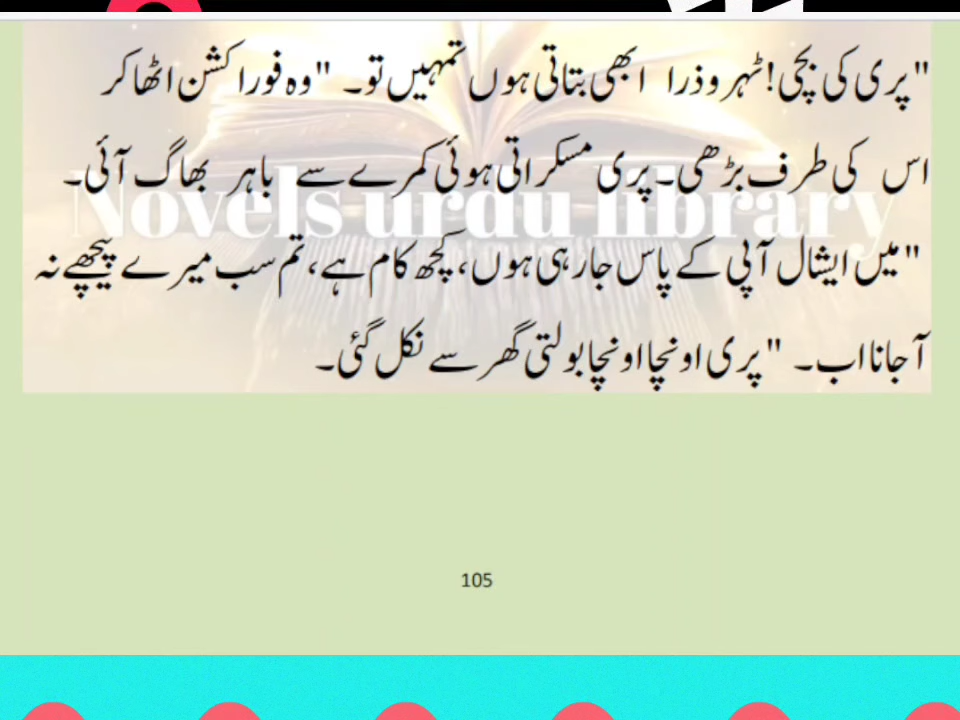 "پری کی بچی! ٹہرو ذرا ابھی بتاتی ہوں تمہیں تو۔ "وہ فورا کشن اٹھا کر
اس کی طرف بڑھی۔ پری مسکراتی ہوئی کمرے سے باہر بھاگ آئی۔
Novels urdu library
"میں ایشال آپی کے پاس جا رہی ہوں، کچھ کام ہے، تم سب میرے پیچھے نہ
آجانا اب۔ "پری اونچا اونچا بولتی گھر سے نکل گئی۔
105